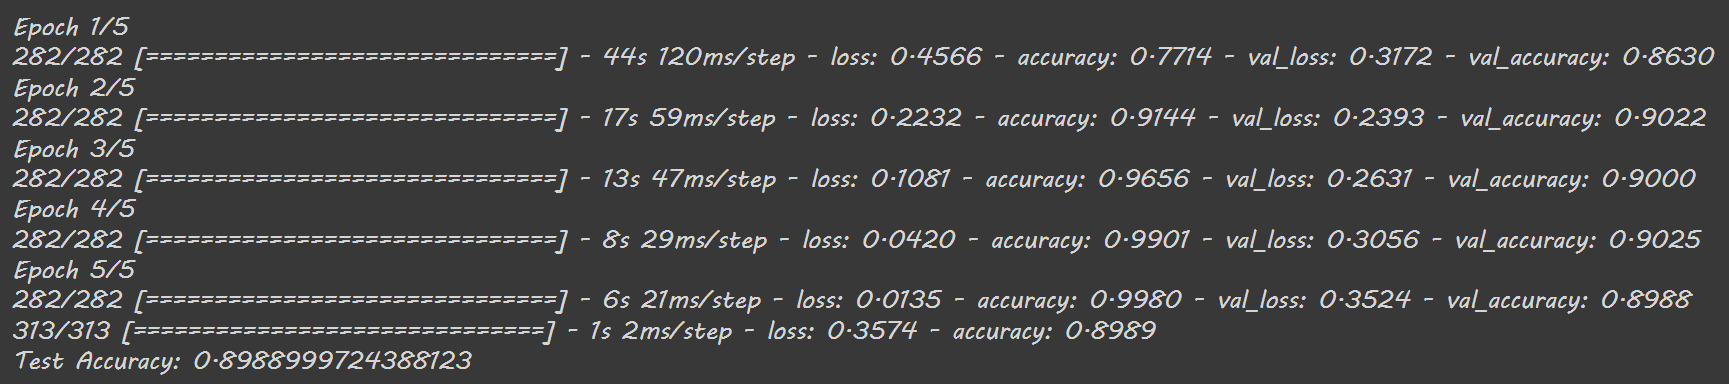 Epoch 1/5
282/282 [==============================] - 44s 120ms/step - loss: 0.4566 - accuracy: 0.7714 - val_loss: 0.3172 - val_accuracy: 0.8630
Epoch 2/5
282/282 [==============================] - 17s 59ms/step - loss: 0.2232 - accuracy: 0.9144 - val_loss: 0.2393 - val_accuracy: 0.9022
Epoch 3/5
282/282 [==============================] - 13s 47ms/step - loss: 0.1081 - accuracy: 0.9656 - val_loss: 0.2631 - val_accuracy: 0.9000
Epoch 4/5
282/282 [==============================] - 8s 29ms/step - loss: 0.0420 - accuracy: 0.9901 - val_loss: 0.3056 - val_accuracy: 0.9025
Epoch 5/5
282/282 [==============================] - 6s 21ms/step - loss: 0.0135 - accuracy: 0.9980 - val_loss: 0.3524 - val_accuracy: 0.8988
313/313 [==============================] - 1s 2ms/step - loss: 0.3574 - accuracy: 0.8989
Test Accuracy: 0.8988999724388123